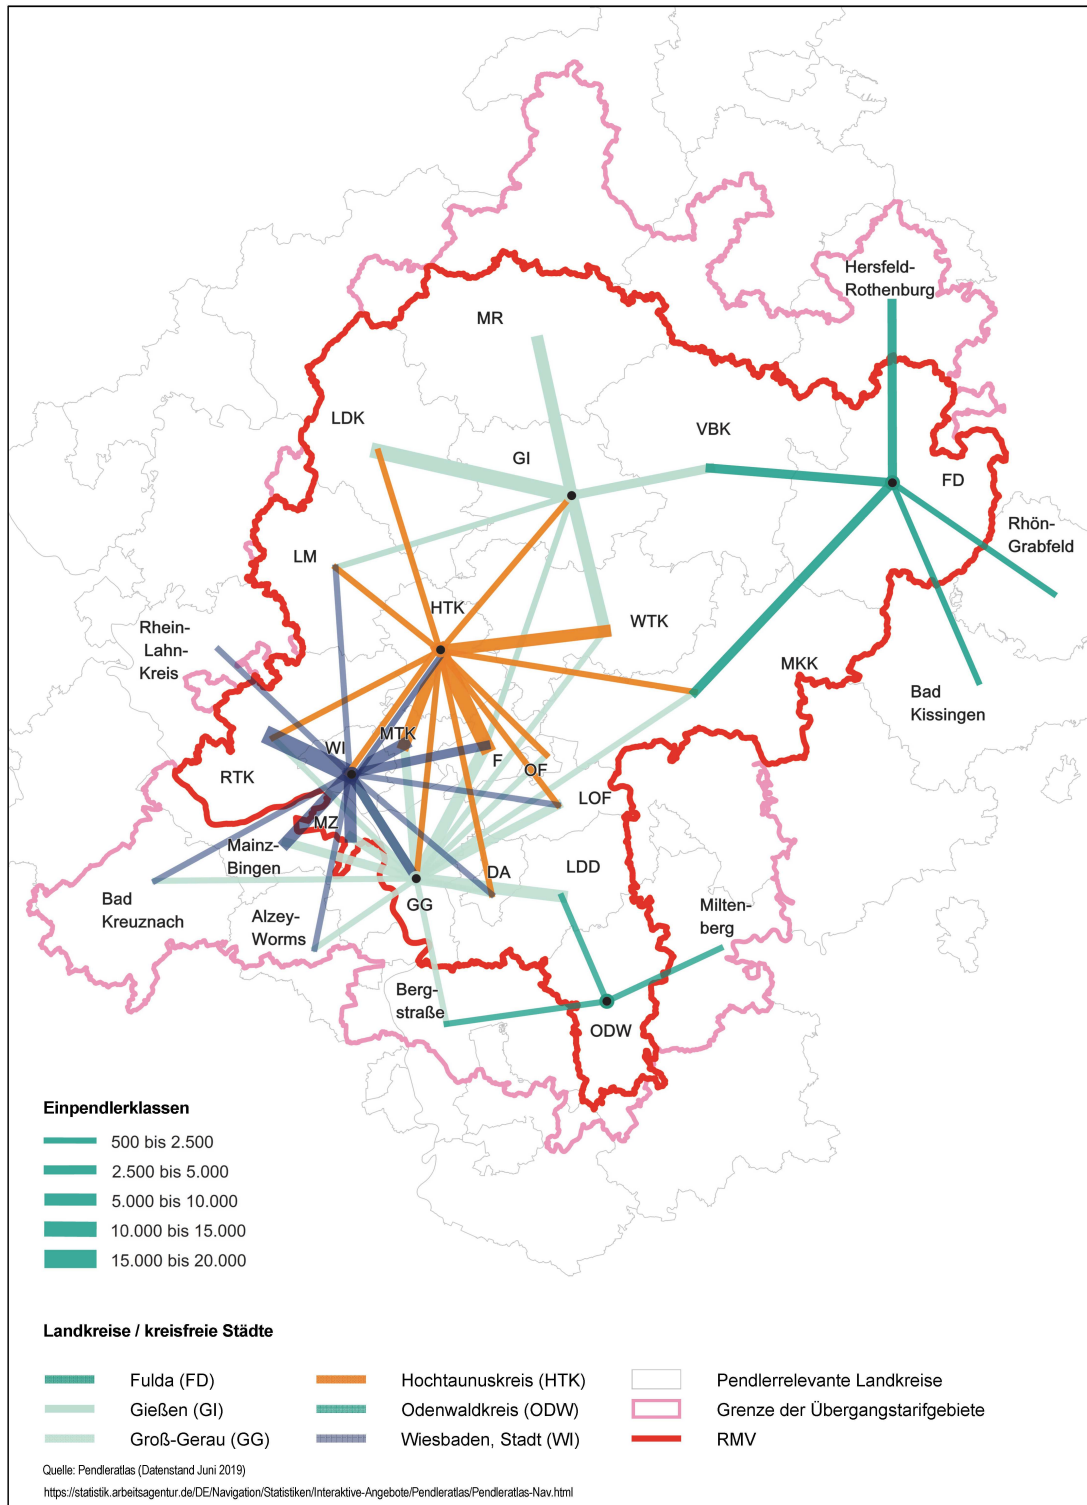 Hersfeld-
Rothenburg
MR
LDK
VBK
GI
FD
Rhön-
Grabfeld
LM
HTK
WTK
Rhein-
Lahn-
Kreis
MKK
Bad
Kissingen
WI
MTK
F
OF
RTK
LOF
MZ
Mainz-
Bingen
DA
LDD
Bad
Kreuznach
GG
Alzey-
Worms
Milten-
berg
Berg-
straße
ODW
Einpendlerklassen
500 bis 2.500
2.500 bis 5.000
5.000 bis 10.000
10.000 bis 15.000
15.000 bis 20.000
Landkreise / kreisfreie Städte
Fulda (FD)
Gießen (GI)
Groß-Gerau (GG)
Hochtaunuskreis (HTK)
Odenwaldkreis (ODW)
Wiesbaden, Stadt (WI)
Pendlerrelevante Landkreise
Grenze der Übergangstarifgebiete
RMV
Quelle: Pendleratlas (Datenstand Juni 2019)
https://statistik.arbeitsagentur.de/DE/Navigation/Statistiken/Interaktive-Angebote/Pendleratlas/Pendleratlas-Nav.html